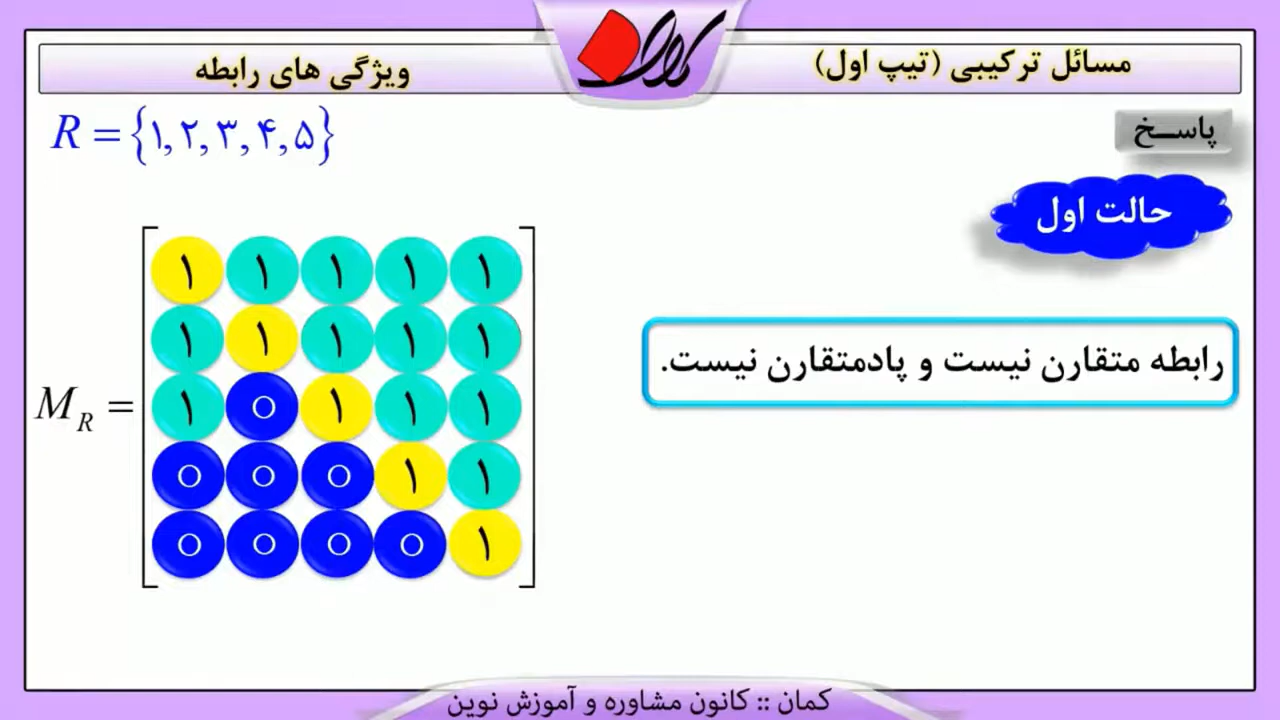 مسائل ترکیبی (تیپ اول)
کمان
ویژگی های رابطه
پاسـخ
R = {۱,۲,۳,۴,۵}
حالت اول
رابطه متقارن نیست و پادمتقارن نیست.
M_R =
۱ ۱ ۱ ۱ ۱
۱ ۱ ۱ ۱ ۱
۱ ۰ ۱ ۱ ۱
۰ ۰ ۰ ۱ ۱
۰ ۰ ۰ ۰ ۱
کمان :: کانون مشاوره و آموزش نوین